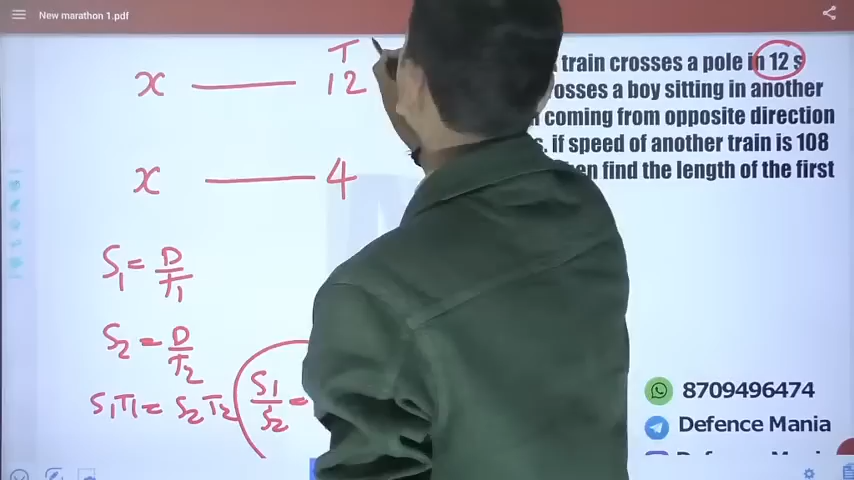 New marathon 1.pdf
T
x — 12
x — 4
S1 = D/T1
S2 = D/T2
S1T1 = S2T2
S1/S2 =
train crosses a pole in 12 s
a boy sitting in another
coming from opposite direction
if speed of another train is 108
find the length of the first
8709496474
Defence Mania